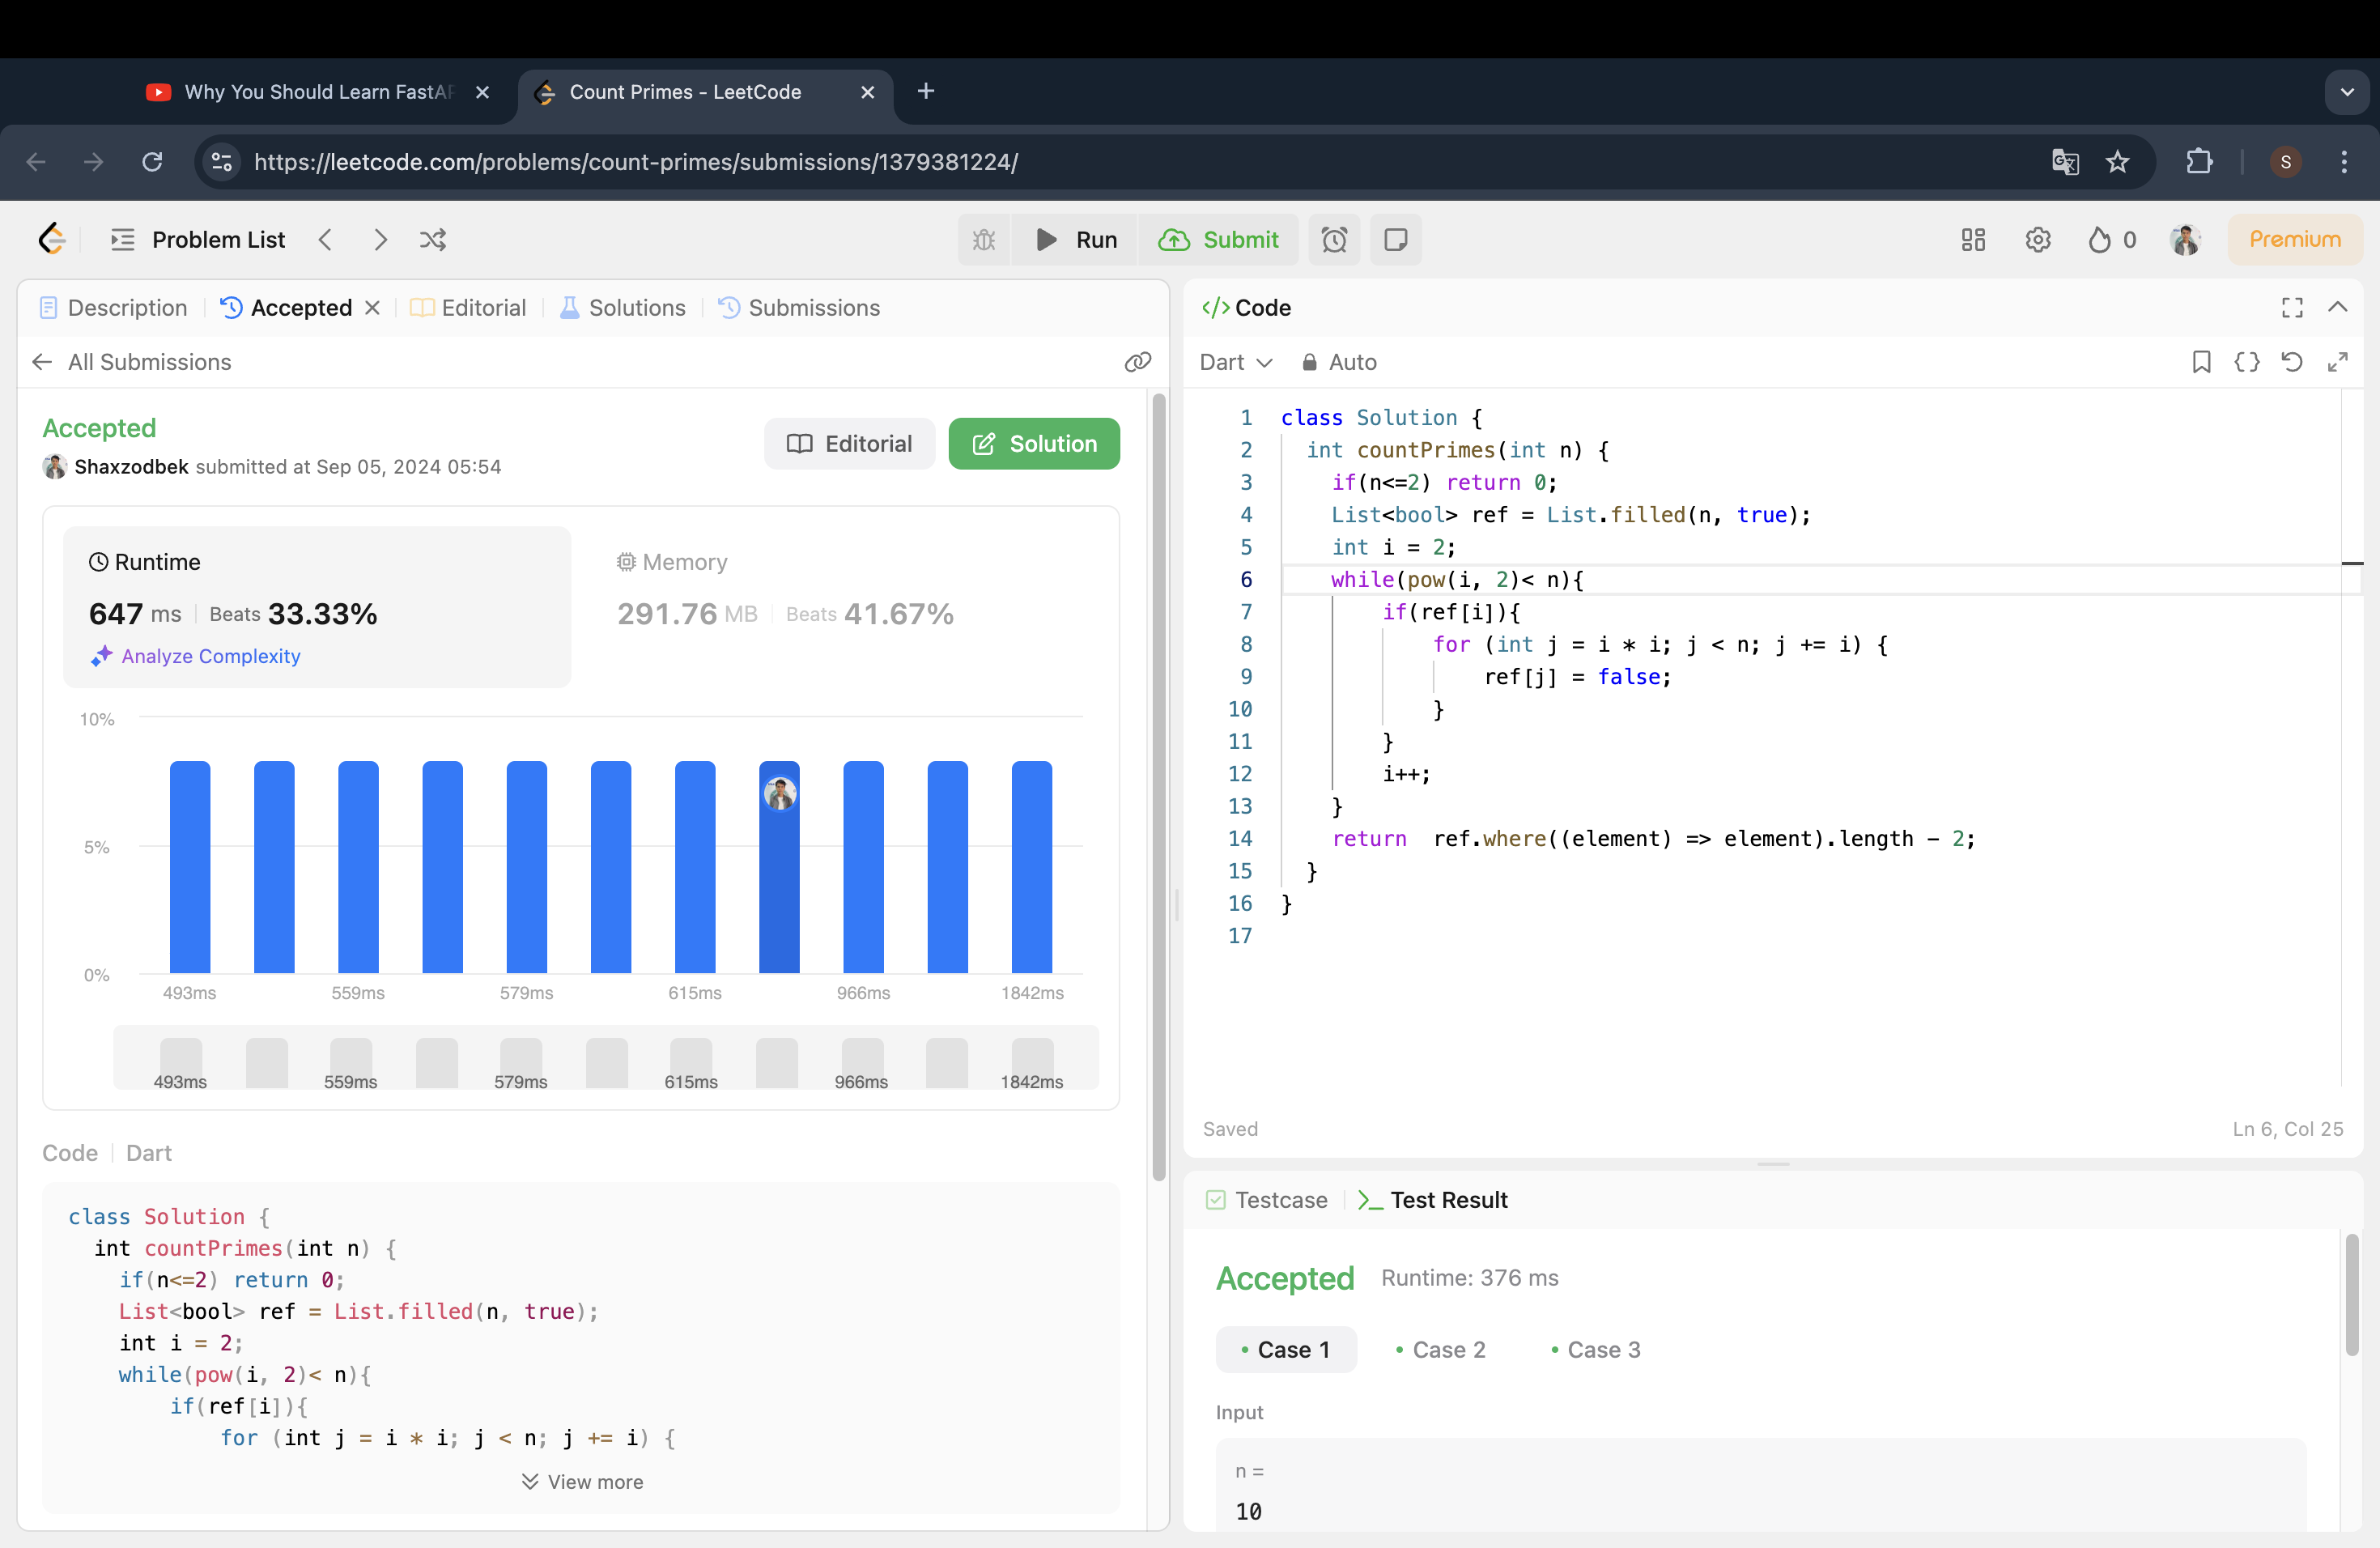 Why You Should Learn FastAP
Count Primes - LeetCode
https://leetcode.com/problems/count-primes/submissions/1379381224/
S
Problem List
Run
Submit
0
Premium
Description
Accepted
Editorial
Solutions
Submissions
All Submissions
Accepted
Shaxzodbek submitted at Sep 05, 2024 05:54
Editorial
Solution
Runtime
647 ms
Beats 33.33%
Analyze Complexity
Memory
291.76 MB
Beats 41.67%
10%
5%
0%
493ms 559ms 579ms 615ms 966ms 1842ms
493ms 559ms 579ms 615ms 966ms 1842ms
Code
Dart
class Solution {
  int countPrimes(int n) {
    if(n<=2) return 0;
    List<bool> ref = List.filled(n, true);
    int i = 2;
    while(pow(i, 2)< n){
        if(ref[i]){
            for (int j = i * i; j < n; j += i) {
View more
</> Code
Dart
Auto
1 class Solution {
2   int countPrimes(int n) {
3     if(n<=2) return 0;
4     List<bool> ref = List.filled(n, true);
5     int i = 2;
6     while(pow(i, 2)< n){
7         if(ref[i]){
8             for (int j = i * i; j < n; j += i) {
9                 ref[j] = false;
10             }
11         }
12         i++;
13     }
14     return  ref.where((element) => element).length - 2;
15   }
16 }
17
Saved
Ln 6, Col 25
Testcase
Test Result
Accepted
Runtime: 376 ms
• Case 1
• Case 2
• Case 3
Input
n =
10